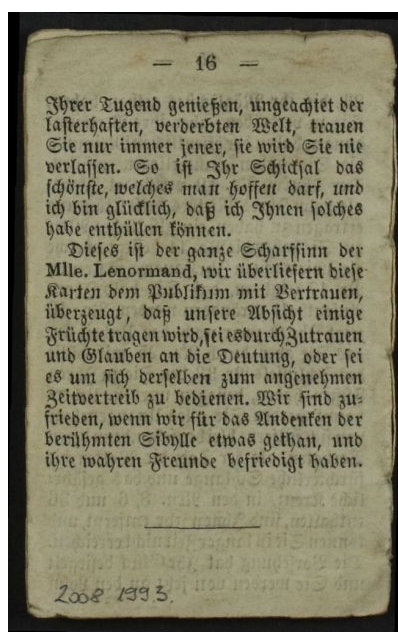 — 16 —
Ihrer Tugend genießen, ungeachtet der
lasterhaften, verderbten Welt, trauen
Sie nur immer jener, sie wird Sie nie
verlassen. So ist Ihr Schicksal das
schönste, welches man hoffen darf, und
ich bin glücklich, daß ich Ihnen solches
habe enthüllen können.
Dieses ist der ganze Scharfsinn der
Mlle. Lenormand, wir überliefern diese
Karten dem Publikum mit Vertrauen,
überzeugt, daß unsere Absicht einige
Früchte tragen wird, sei es durch Zutrauen
und Glauben an die Deutung, oder sei
es um sich derselben zum angenehmen
Zeitvertreib zu bedienen. Wir sind zu-
frieden, wenn wir für das Andenken der
berühmten Sibylle etwas gethan, und
ihre wahren Freunde befriedigt haben.
2008 1993.